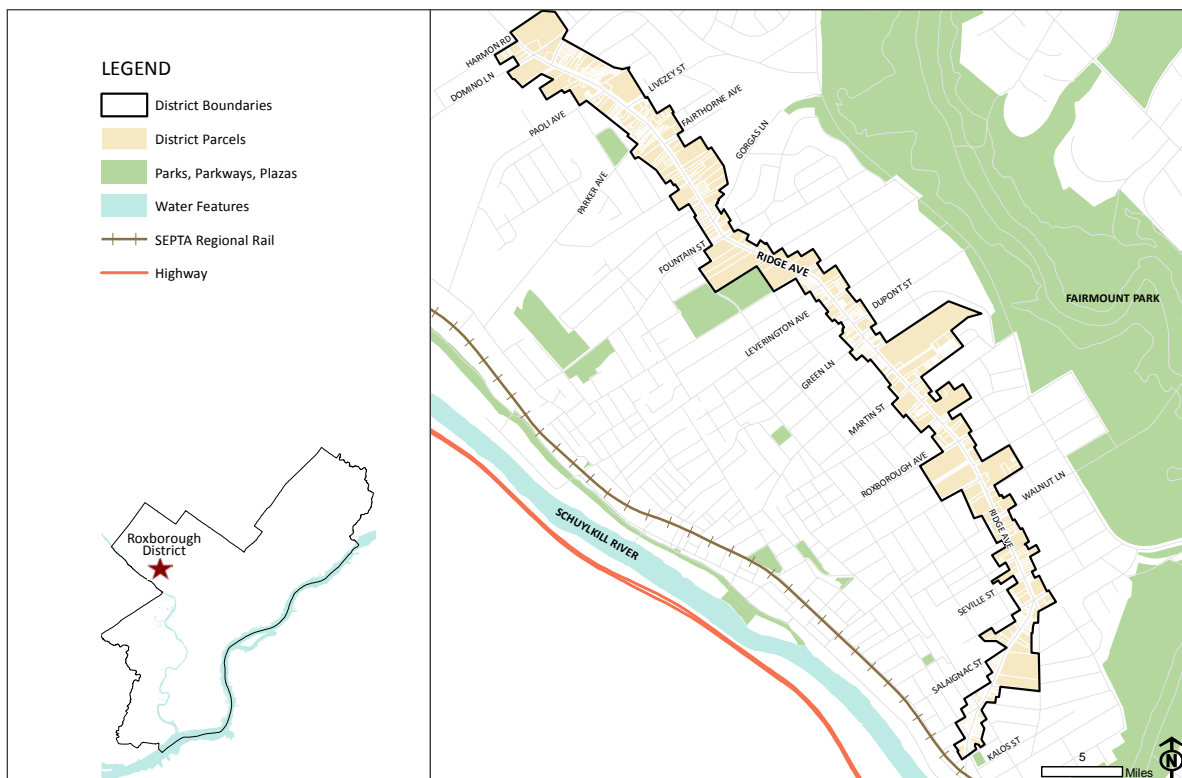 LEGEND
District Boundaries
District Parcels
Parks, Parkways, Plazas
Water Features
SEPTA Regional Rail
Highway
Roxborough
District
HARMON RD
DOMINO LN
LIVEZEY ST
FAIRTHORNE AVE
PAOLI AVE
GORGAS LN
PARKER AVE
FOUNTAIN ST
RIDGE AVE
DUPONT ST
FAIRMOUNT PARK
LEVERINGTON AVE
GREEN LN
MARTIN ST
ROXBOROUGH AVE
WALNUT LN
RIDGE AVE
SCHUYLKILL RIVER
SEVILLE ST
SALAIGNAC ST
KALOS ST
5
Miles
N